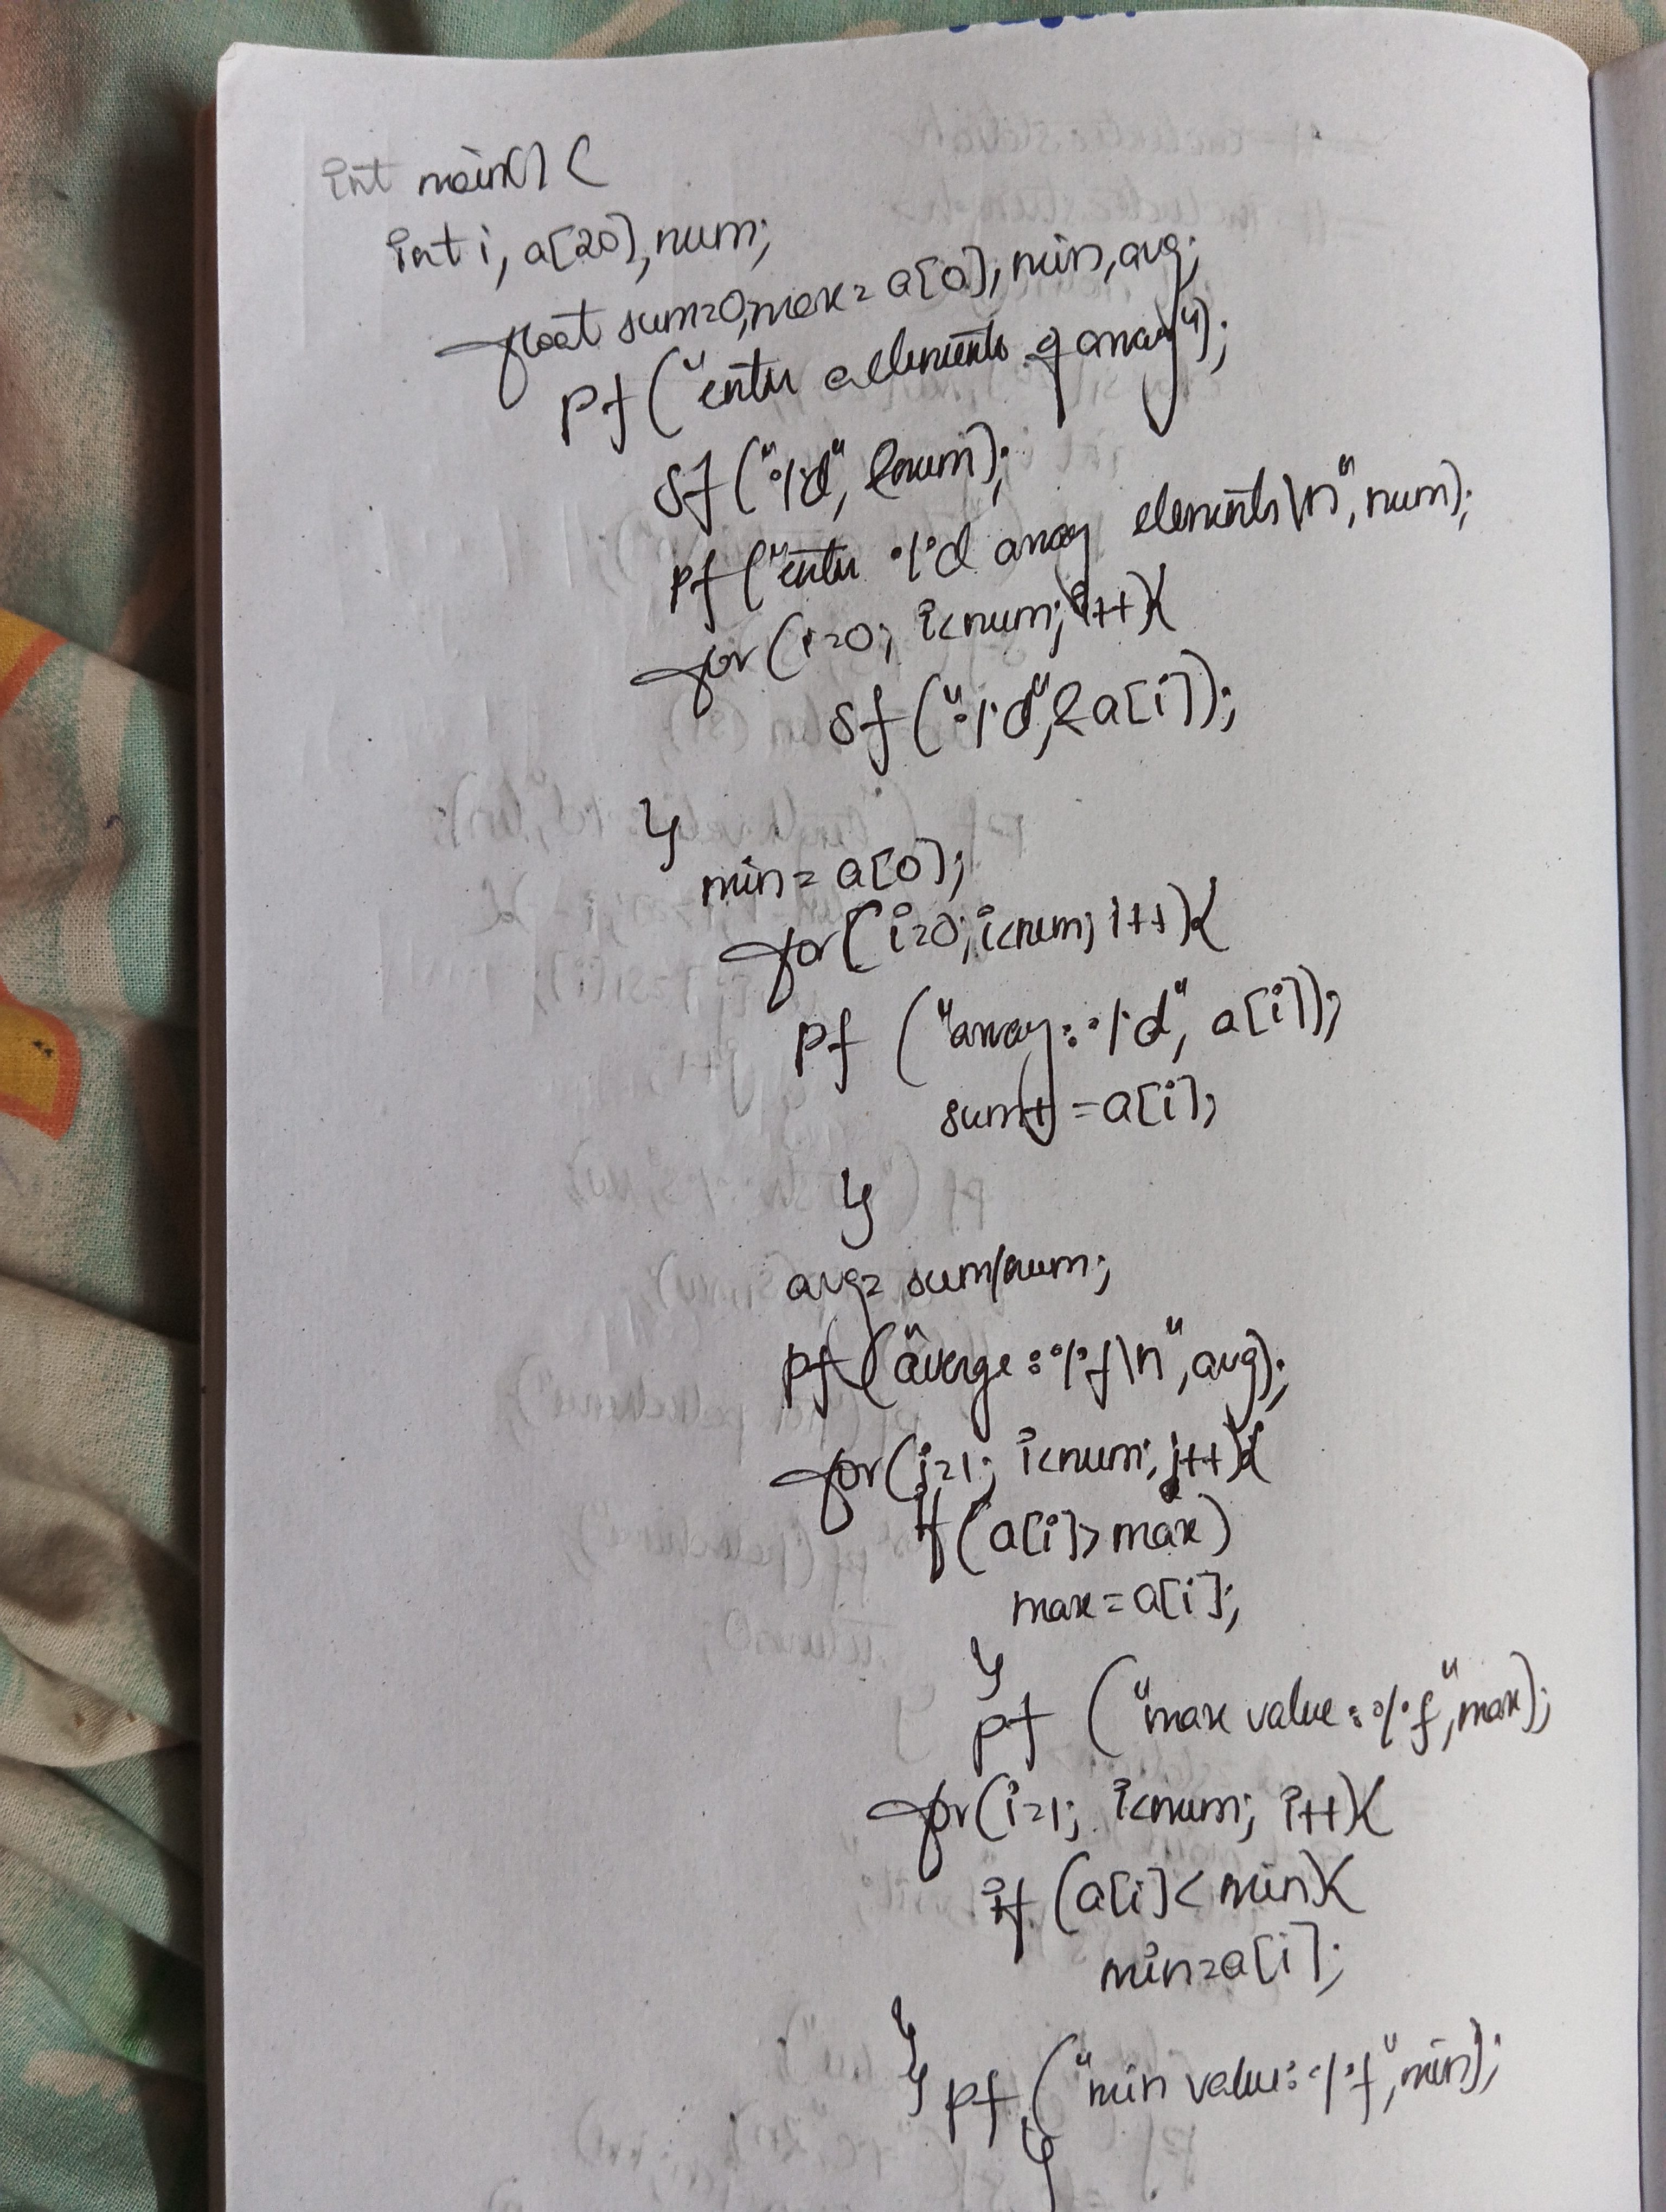 int main() {
int i, a[20], num;
float sum=0, max= a[0], min, avg;
pf ("enter elements of array");
sf ("%d", &num);
pf ("enter %d array elements\n", num);
for (i=0; i<num; i++){
sf ("%d", &a[i]);
}
min= a[0];
for (i=0; i<num; i++){
pf ("array: %d", a[i]);
sum+ =a[i];
}
avg= sum/num;
pf ("averge: %f\n", avg);
for (j=1; i<num; j++){
if (a[i]> max)
max = a[i];
}
pf ("max value: %f", max);
for (i=1; i<num; i++){
if (a[i] < min){
min=a[i];
}
} pf ("min value: %f", min);
}